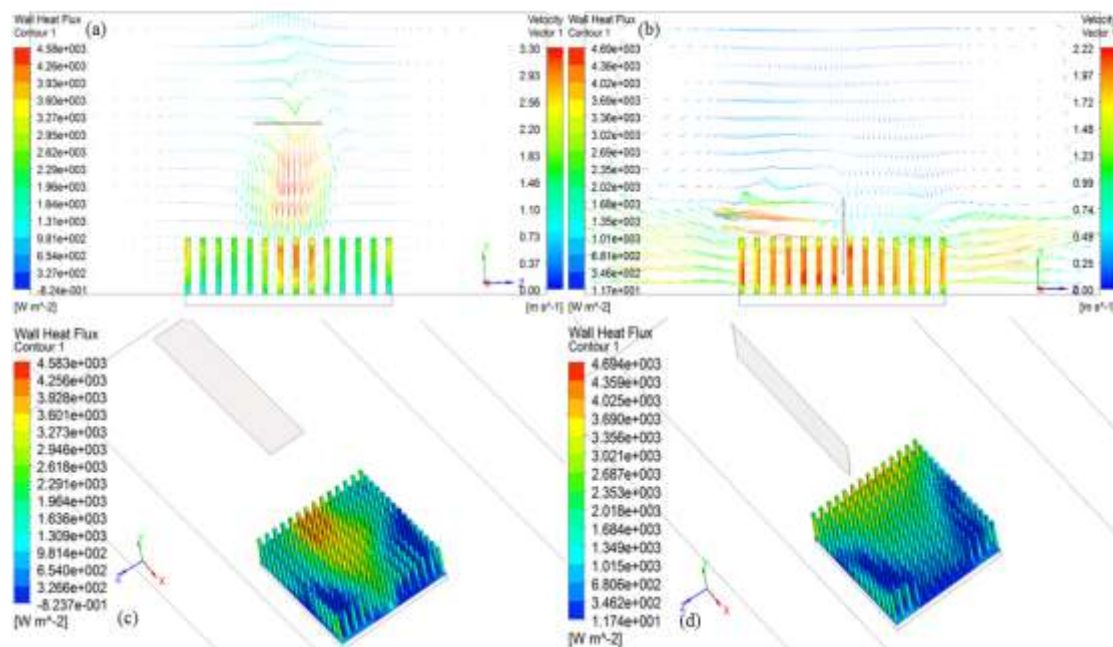 Wall Heat Flux
Contour 1
(a)
4.58e+003
4.26e+003
3.93e+003
3.60e+003
3.27e+003
2.95e+003
2.62e+003
2.29e+003
1.96e+003
1.64e+003
1.31e+003
9.81e+002
6.54e+002
3.27e+002
-8.24e-001
[W m^-2]
Velocity
Vector 1
3.30
2.93
2.56
2.20
1.83
1.46
1.10
0.73
0.37
0.00
[m s^-1]
Wall Heat Flux
Contour 1
(b)
4.69e+003
4.36e+003
4.02e+003
3.69e+003
3.36e+003
3.02e+003
2.69e+003
2.35e+003
2.02e+003
1.68e+003
1.35e+003
1.01e+003
6.81e+002
3.46e+002
1.17e+001
[W m^-2]
Velocity
Vector 1
2.22
1.97
1.72
1.48
1.23
0.99
0.74
0.49
0.25
0.00
[m s^-1]
Wall Heat Flux
Contour 1
4.583e+003
4.256e+003
3.928e+003
3.601e+003
3.273e+003
2.946e+003
2.618e+003
2.291e+003
1.964e+003
1.636e+003
1.309e+003
9.814e+002
6.540e+002
3.266e+002
-8.237e-001
[W m^-2]
(c)
Y
Z
X
Wall Heat Flux
Contour 1
4.694e+003
4.359e+003
4.025e+003
3.690e+003
3.356e+003
3.021e+003
2.687e+003
2.353e+003
2.018e+003
1.684e+003
1.349e+003
1.015e+003
6.806e+002
3.462e+002
1.174e+001
[W m^-2]
(d)
Y
Z
X